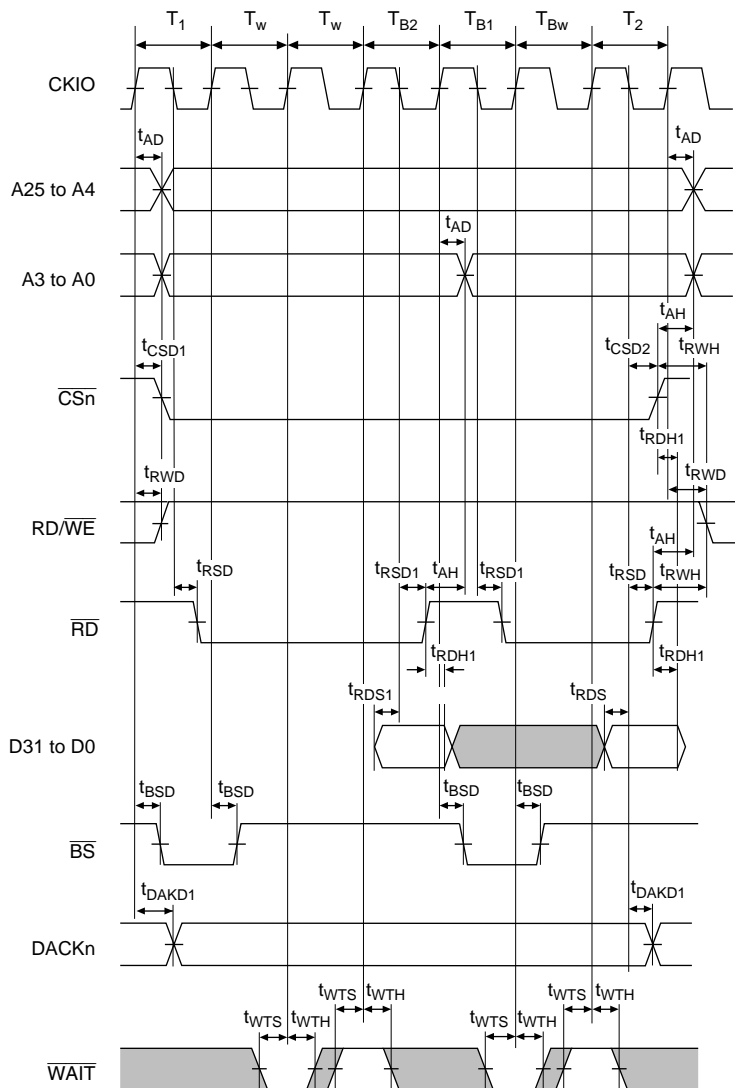 T1 Tw Tw TB2 TB1 TBw T2
CKIO
tAD tAD
A25 to A4
tAD
A3 to A0
tAH
tCSD1 tCSD2 tRWH
CSn
tRDH1
tRWD tRWD
RD/WE
tAH
tRSD tRSD1 tAH tRSD1 tRSD tRWH
RD
tRDH1 tRDH1
tRDS1 tRDS
D31 to D0
tBSD tBSD tBSD tBSD
BS
tDAKD1 tDAKD1
DACKn
tWTS tWTH tWTS tWTH
tWTS tWTH tWTS tWTH
WAIT